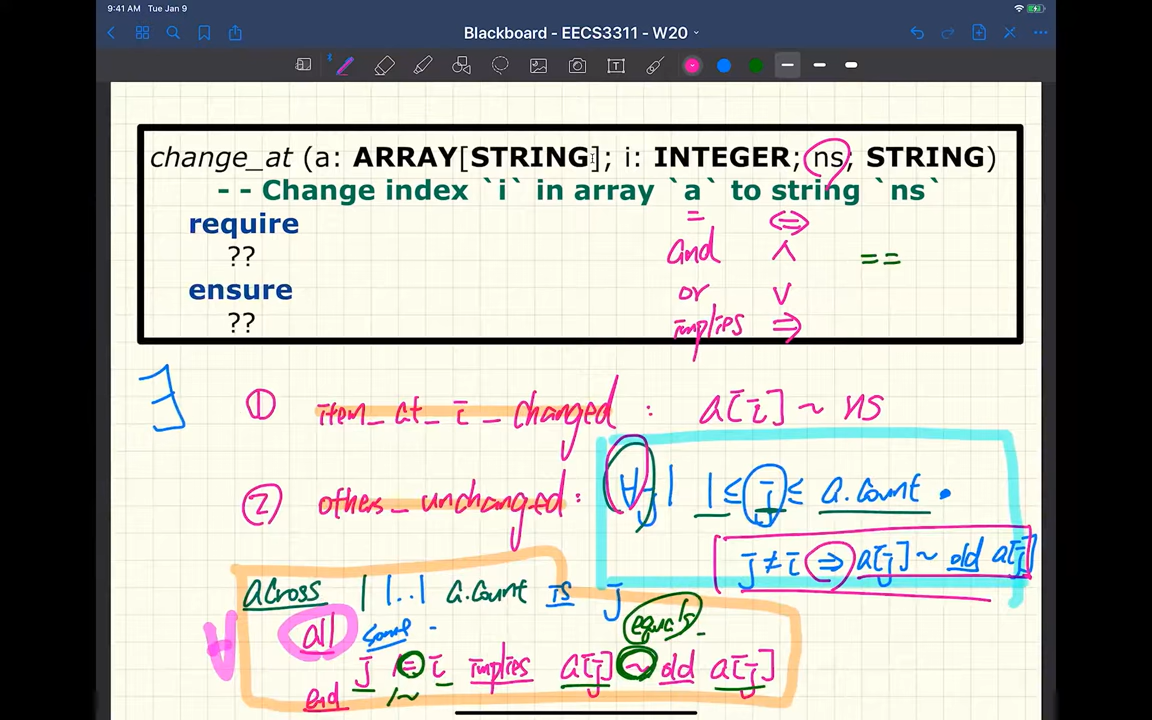 9:41 AM Tue Jan 9
Blackboard - EECS3311 - W20
change_at (a: ARRAY[STRING]; i: INTEGER; ns; STRING)
- - Change index `i` in array `a` to string `ns`
require
??
ensure
??
= ⇔
and ∧ ==
or ∨
implies ⇒
∃
① item_at_i_changed : a[i] ~ ns
② others_unchanged : ∀j | 1 ≤ j ≤ a.count •
j ≠ i ⇒ a[j] ~ old a[j]
across 1 |..| a.count is j
∀ all some equals
j /= i implies a[j] ~ old a[j]
end /~